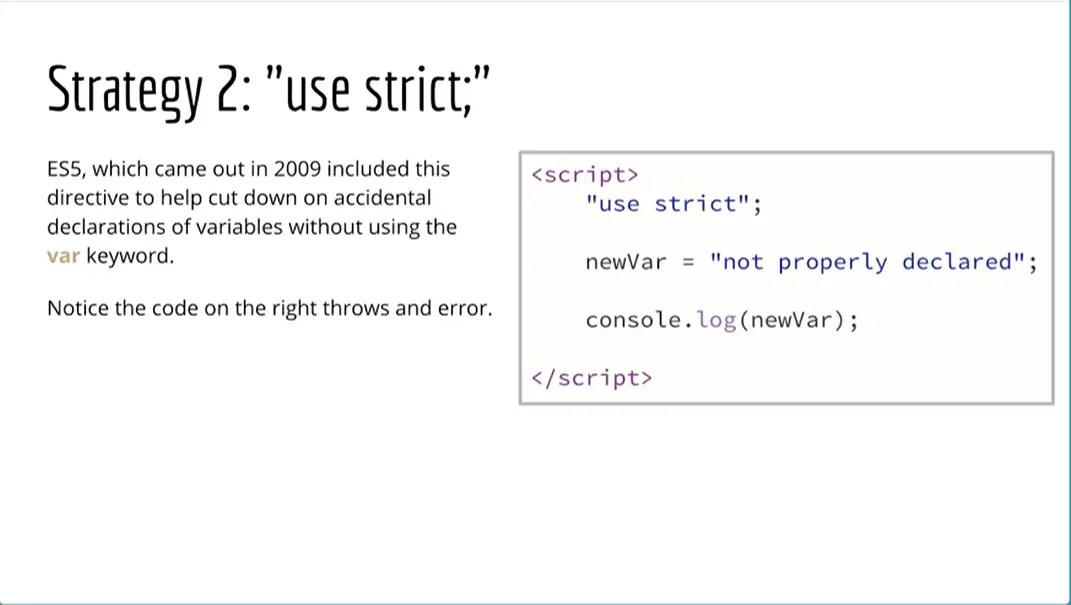 Strategy 2: "use strict;"
ES5, which came out in 2009 included this
directive to help cut down on accidental
declarations of variables without using the
var keyword.
Notice the code on the right throws and error.
<script>
"use strict";
newVar = "not properly declared";
console.log(newVar);
</script>